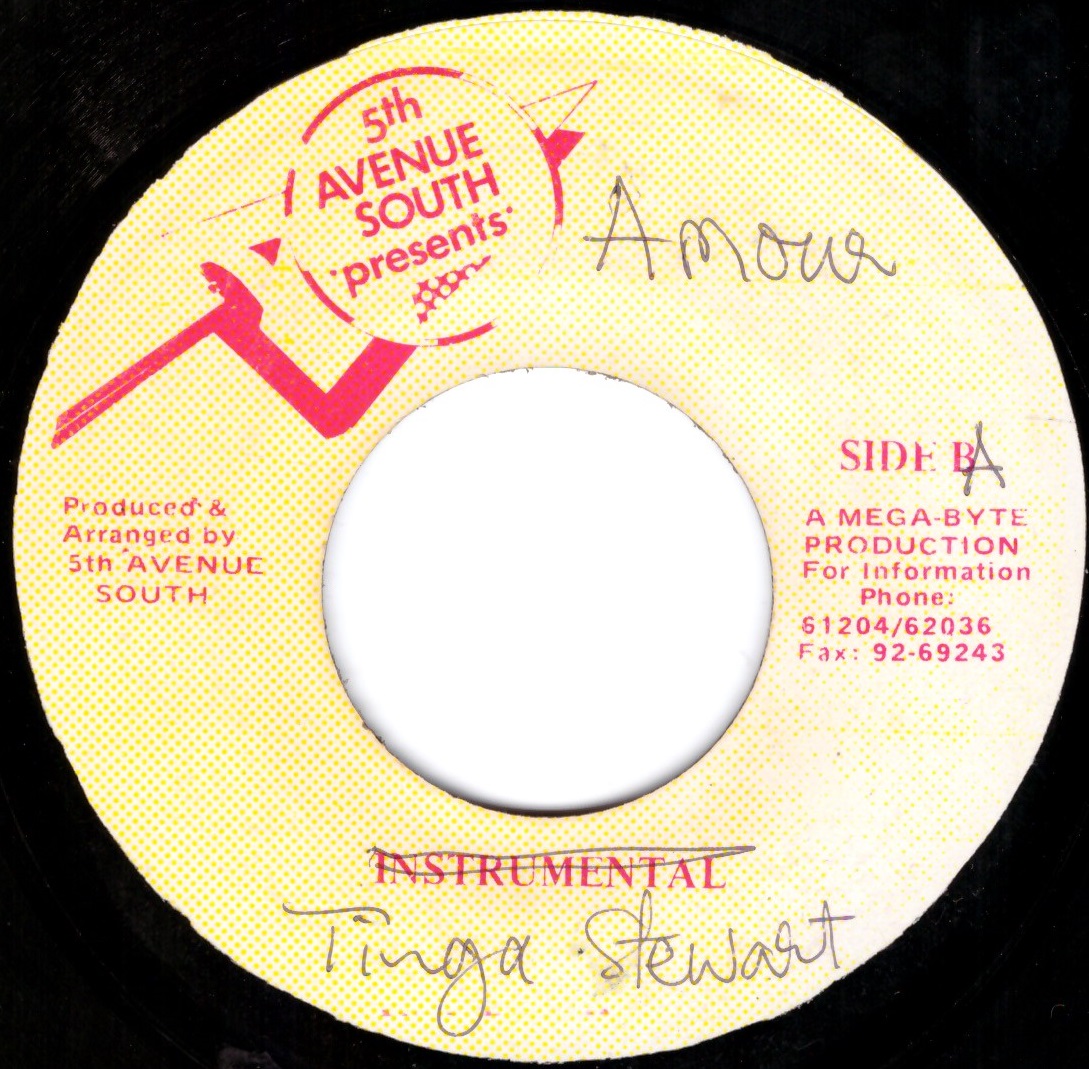 5th
AVENUE
SOUTH
'presents'
Amour
SIDE B A
Produced &
Arranged by
5th AVENUE
SOUTH
A MEGA-BYTE
PRODUCTION
For Information
Phone:
61204/62036
Fax: 92-69243
INSTRUMENTAL
Tinga Stewart